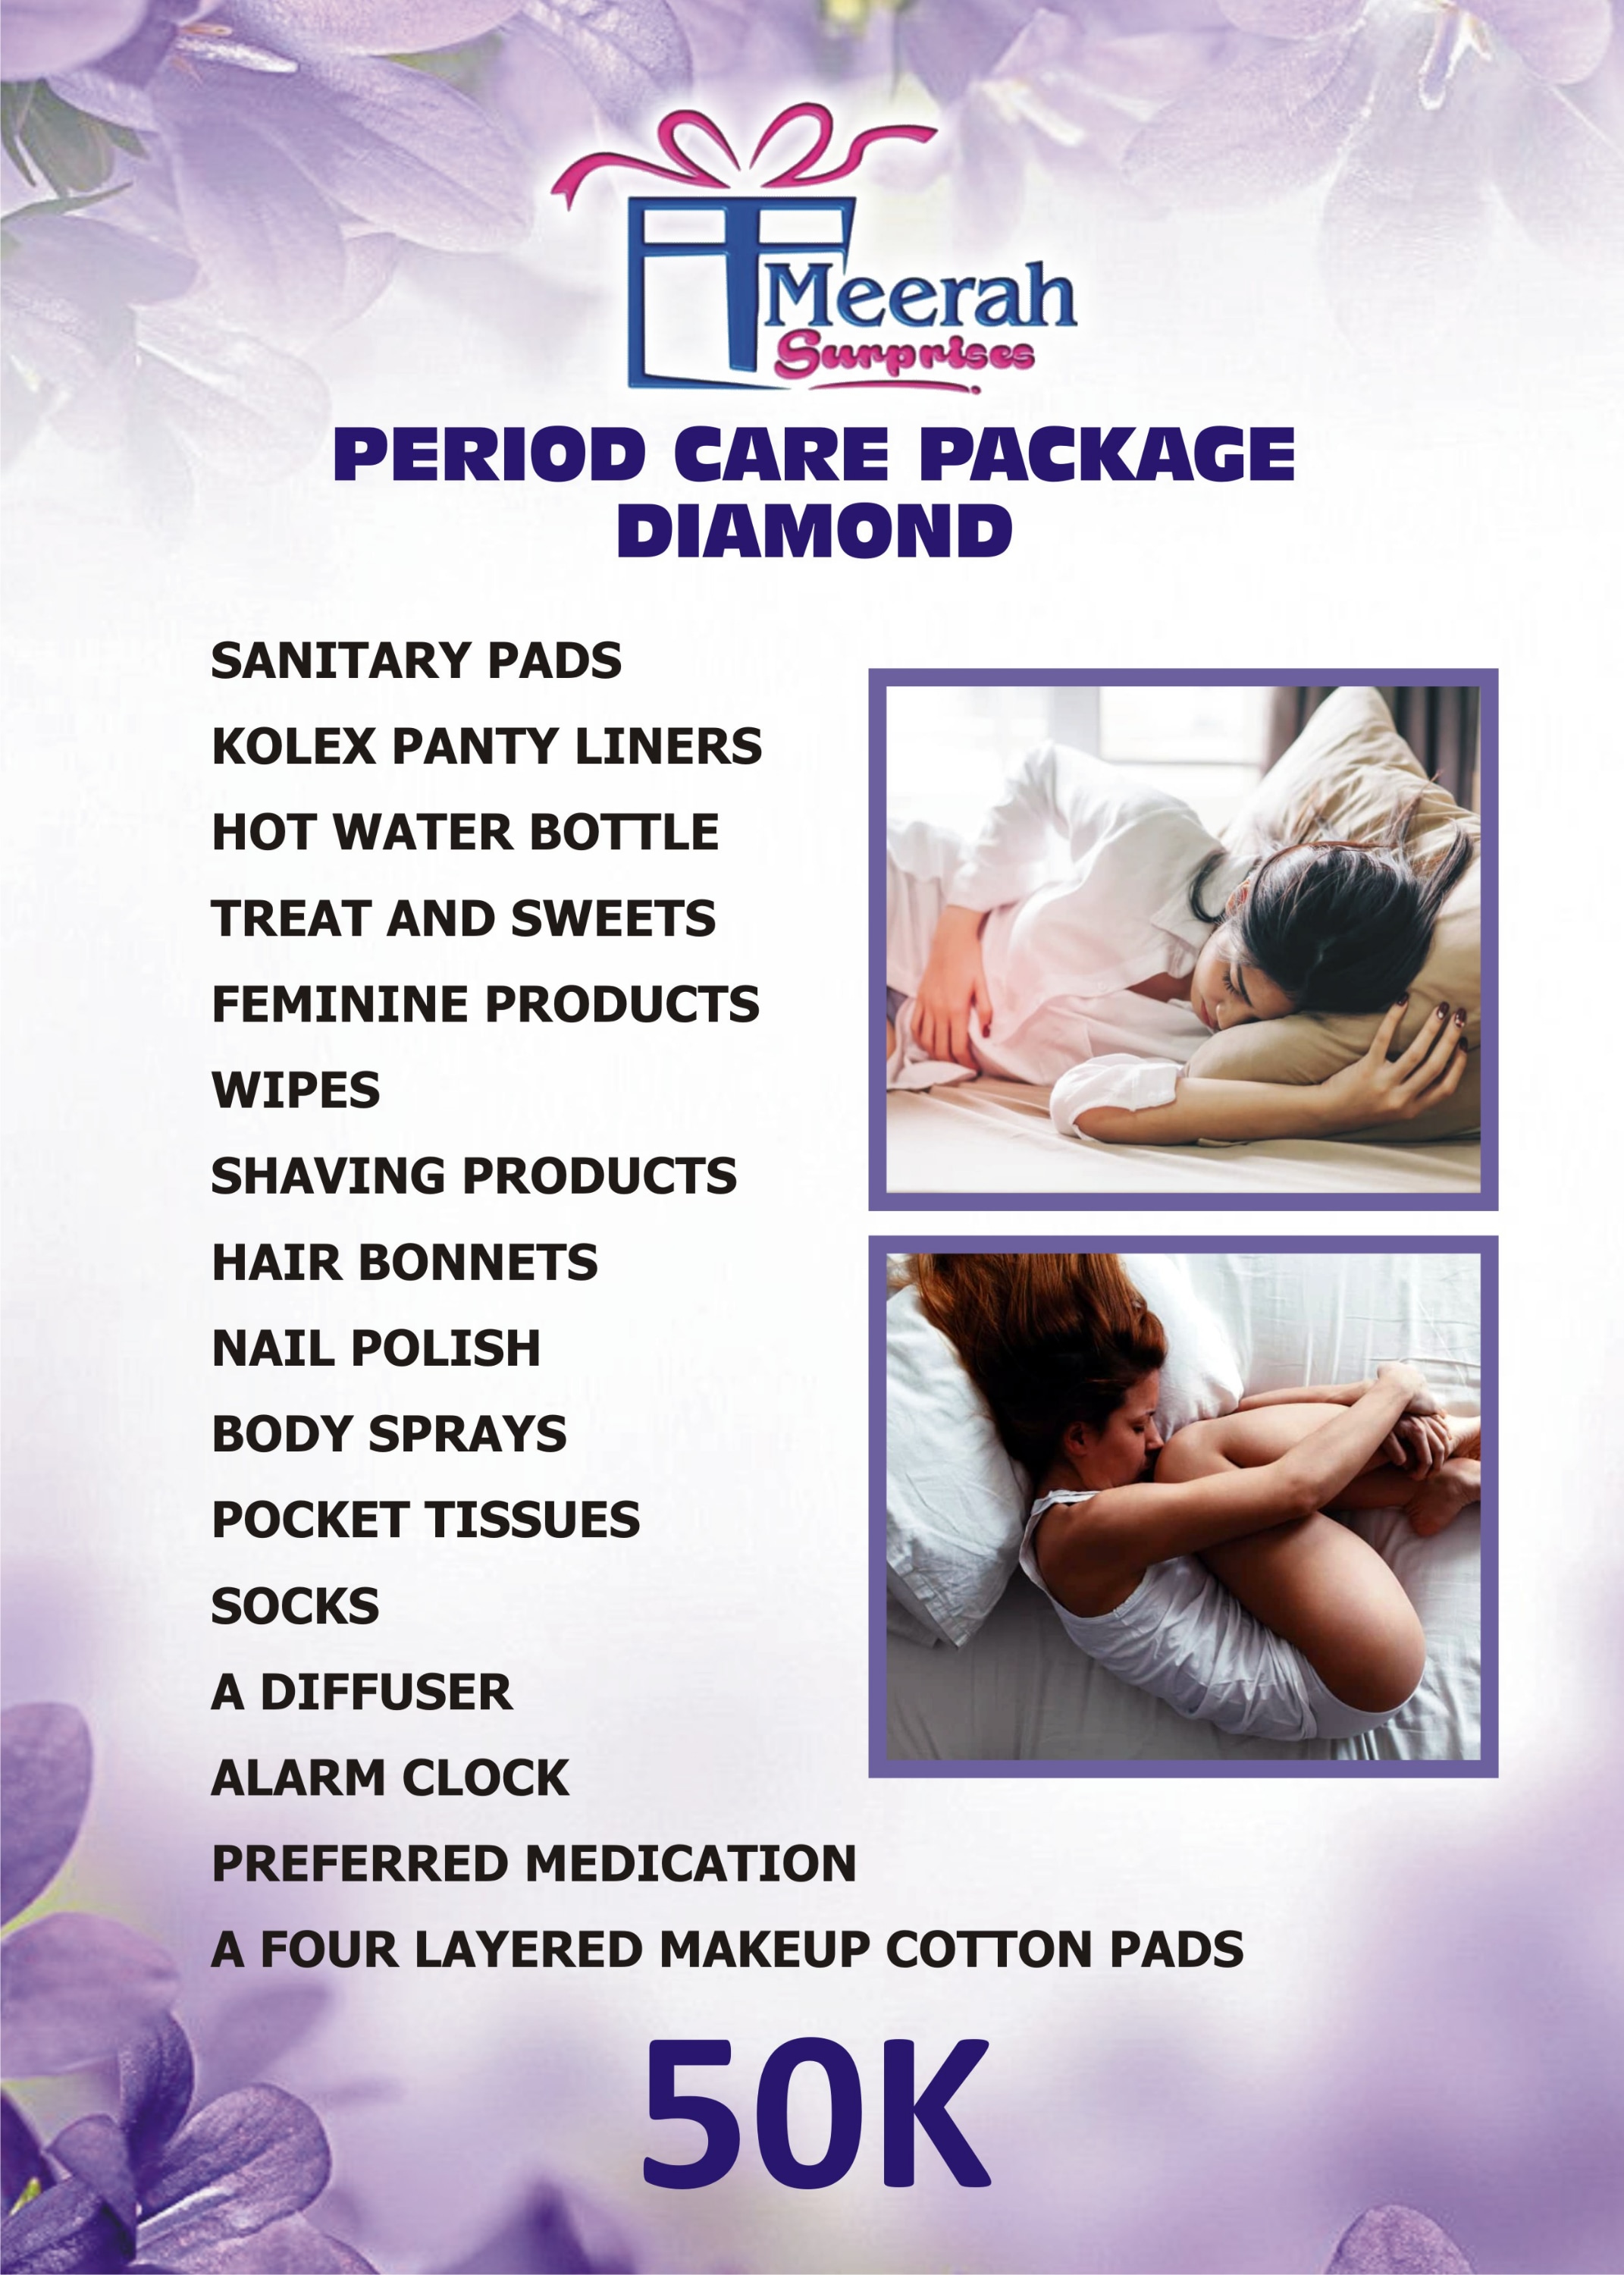 Meerah
Surprises
PERIOD CARE PACKAGE
DIAMOND
SANITARY PADS
KOLEX PANTY LINERS
HOT WATER BOTTLE
TREAT AND SWEETS
FEMININE PRODUCTS
WIPES
SHAVING PRODUCTS
HAIR BONNETS
NAIL POLISH
BODY SPRAYS
POCKET TISSUES
SOCKS
A DIFFUSER
ALARM CLOCK
PREFERRED MEDICATION
A FOUR LAYERED MAKEUP COTTON PADS
50K